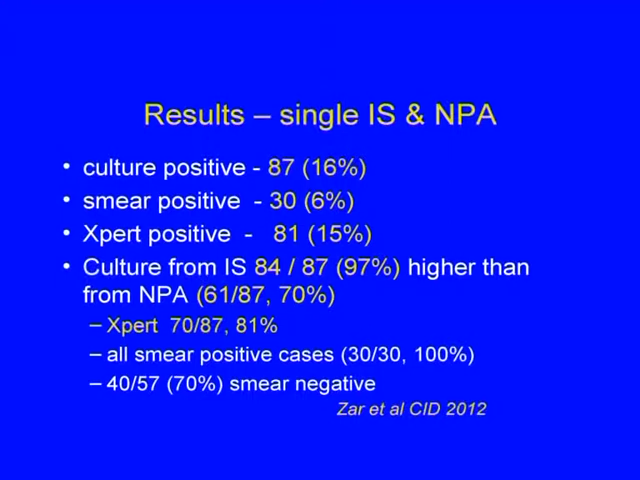 Results – single IS & NPA
• culture positive - 87 (16%)
• smear positive - 30 (6%)
• Xpert positive - 81 (15%)
• Culture from IS 84 / 87 (97%) higher than
from NPA (61/87, 70%)
– Xpert 70/87, 81%
– all smear positive cases (30/30, 100%)
– 40/57 (70%) smear negative
Zar et al CID 2012